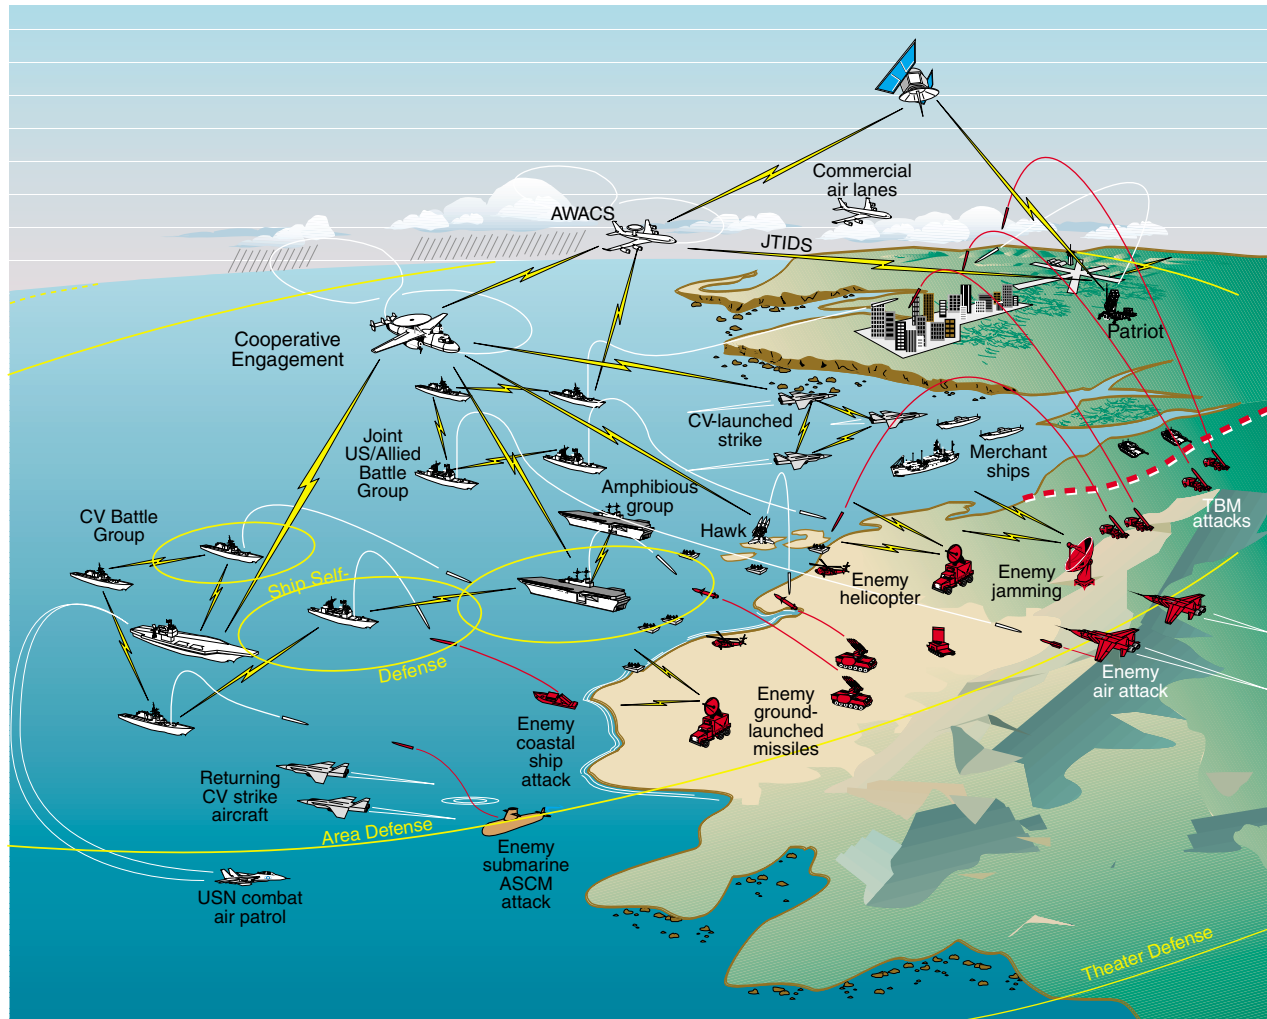 Commercial
air lanes
AWACS
JTIDS
Patriot
Cooperative
Engagement
CV-launched
strike
Joint
US/Allied
Battle
Group
Merchant
ships
Amphibious
group
TBM
attacks
CV Battle
Group
Hawk
Ship Self-
Defense
Enemy
helicopter
Enemy
jamming
Enemy
air attack
Enemy
ground-
launched
missiles
Enemy
coastal
ship
attack
Returning
CV strike
aircraft
Area Defense
Enemy
submarine
ASCM
attack
USN combat
air patrol
Theater Defense